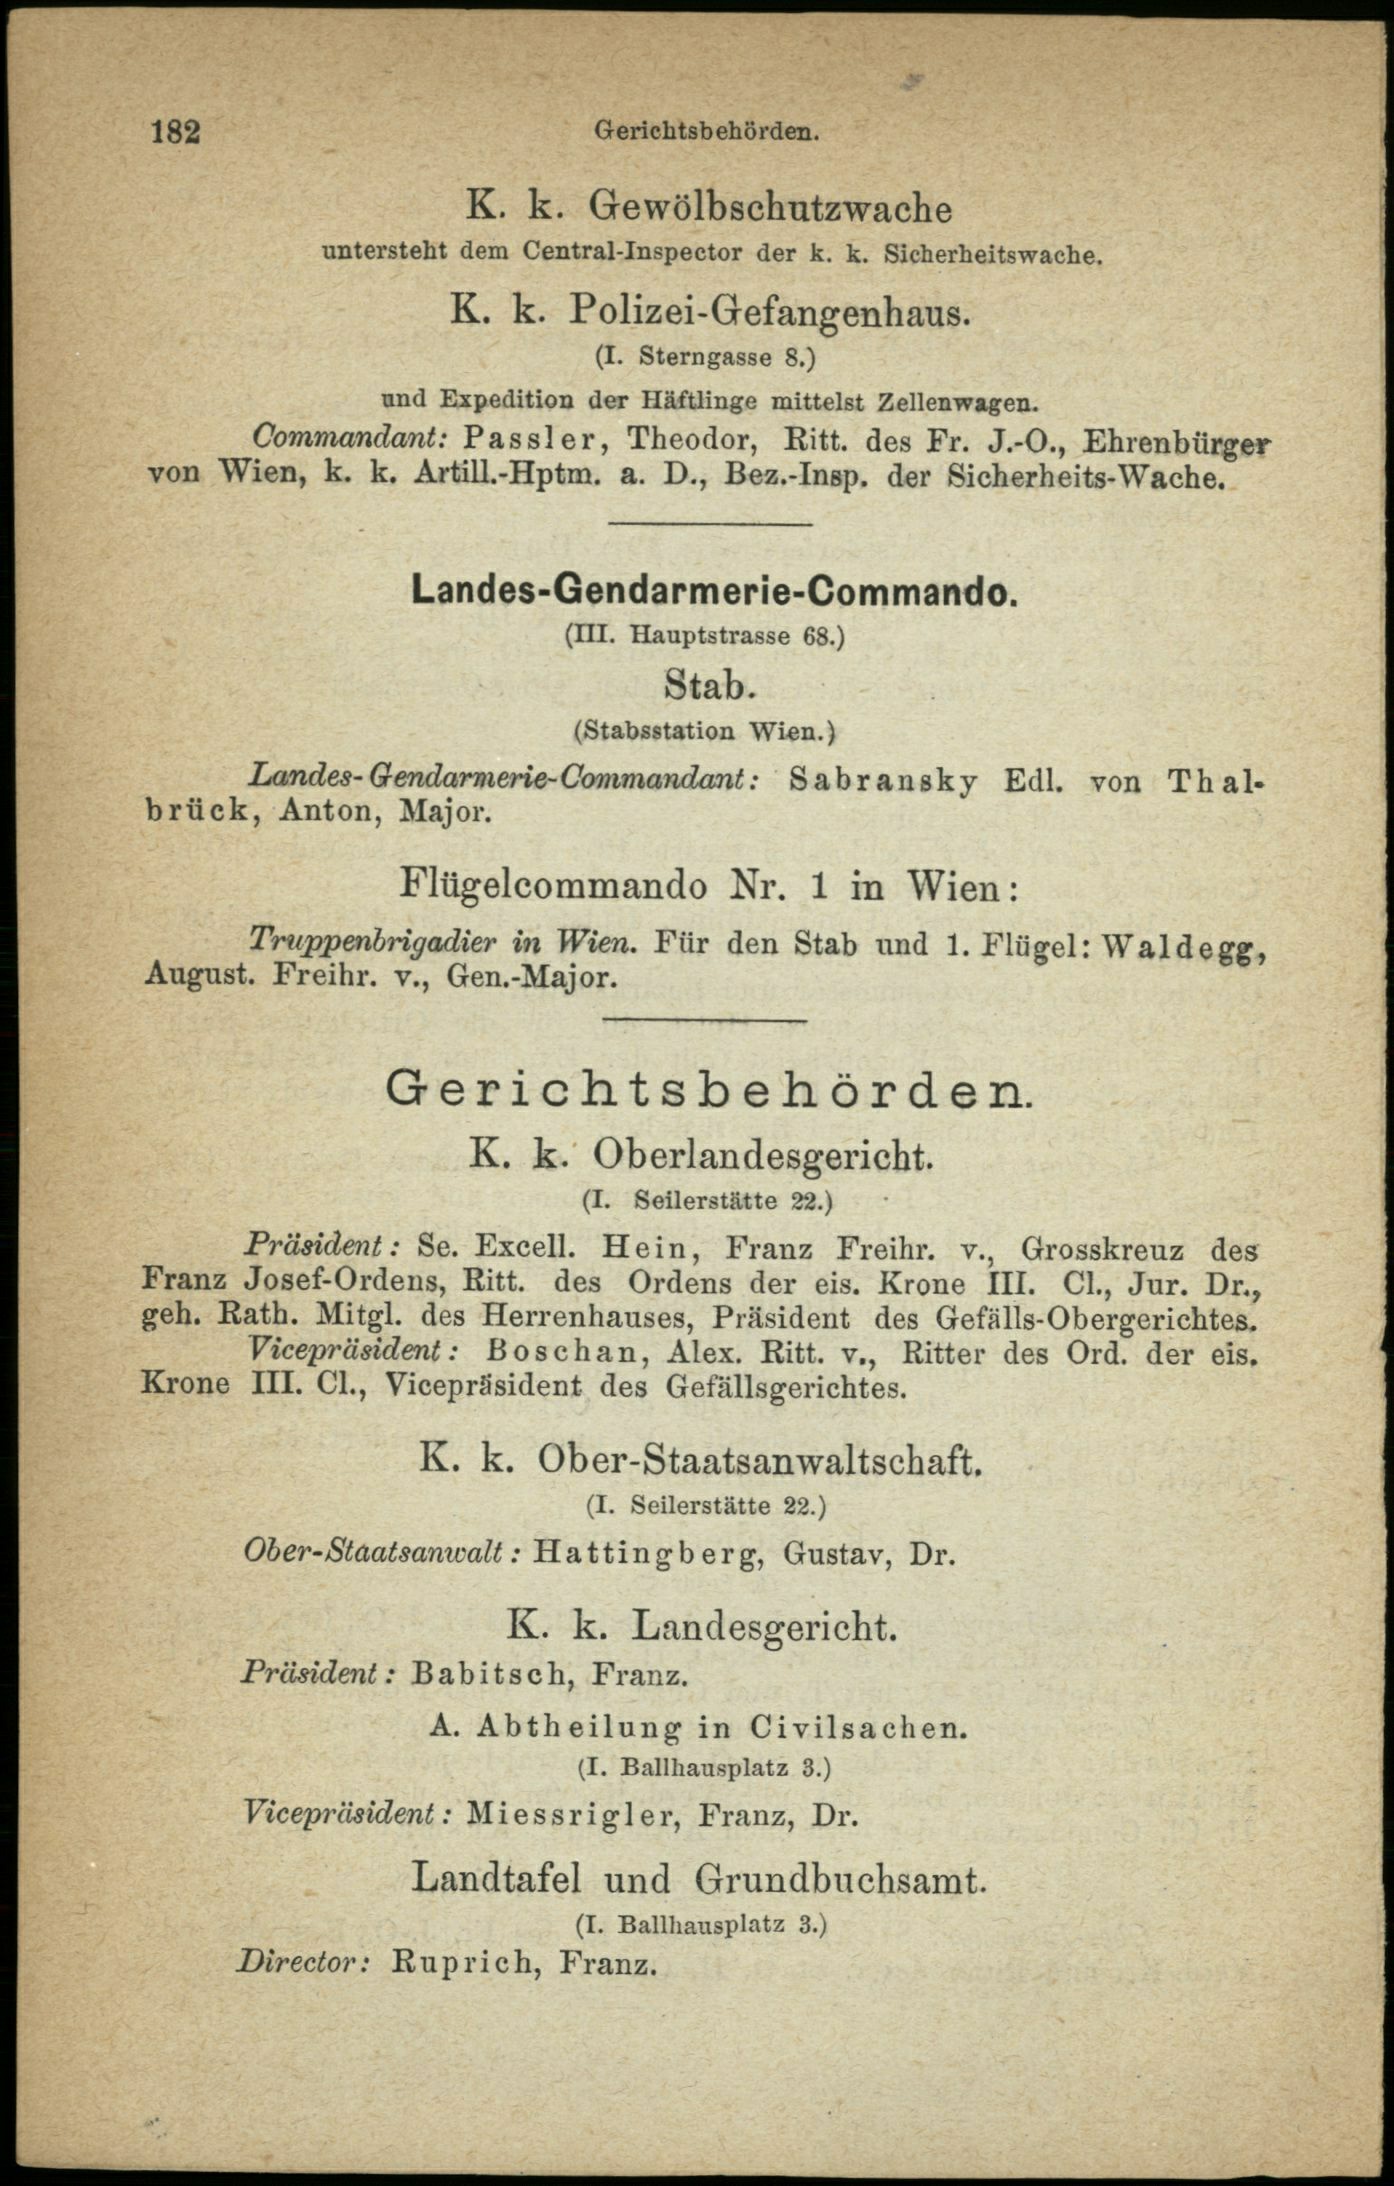 182
Gerichtsbehörden.
K. k. Gewölbschutzwache
untersteht dem Central-Inspector der k. k. Sicherheitswache.
K. k. Polizei-Gefangenhaus.
(I. Sterngasse 8.)
und Expedition der Häftlinge mittelst Zellenwagen.
Commandant: Passler, Theodor, Ritt. des Fr. J.-O., Ehrenbürger
von Wien, k. k. Artill.-Hptm. a. D., Bez.-Insp. der Sicherheits-Wache.
Landes-Gendarmerie-Commando.
(III. Hauptstrasse 68.)
Stab.
(Stabsstation Wien.)
Landes-Gendarmerie-Commandant: Sabransky Edl. von Thal-
brück, Anton, Major.
Flügelcommando Nr. 1 in Wien:
Truppenbrigadier in Wien. Für den Stab und 1. Flügel: Waldegg,
August. Freihr. v., Gen.-Major.
Gerichtsbehörden.
K. k. Oberlandesgericht.
(I. Seilerstätte 22.)
Präsident: Se. Excell. Hein, Franz Freihr. v., Grosskreuz des
Franz Josef-Ordens, Ritt. des Ordens der eis. Krone III. Cl., Jur. Dr.,
geh. Rath. Mitgl. des Herrenhauses, Präsident des Gefälls-Obergerichtes.
Vicepräsident: Boschan, Alex. Ritt. v., Ritter des Ord. der eis.
Krone III. Cl., Vicepräsident des Gefällsgerichtes.
K. k. Ober-Staatsanwaltschaft.
(I. Seilerstätte 22.)
Ober-Staatsanwalt: Hattingberg, Gustav, Dr.
K. k. Landesgericht.
Präsident: Babitsch, Franz.
A. Abtheilung in Civilsachen.
(I. Ballhausplatz 3.)
Vicepräsident: Miessrigler, Franz, Dr.
Landtafel und Grundbuchsamt.
(I. Ballhausplatz 3.)
Director: Ruprich, Franz.